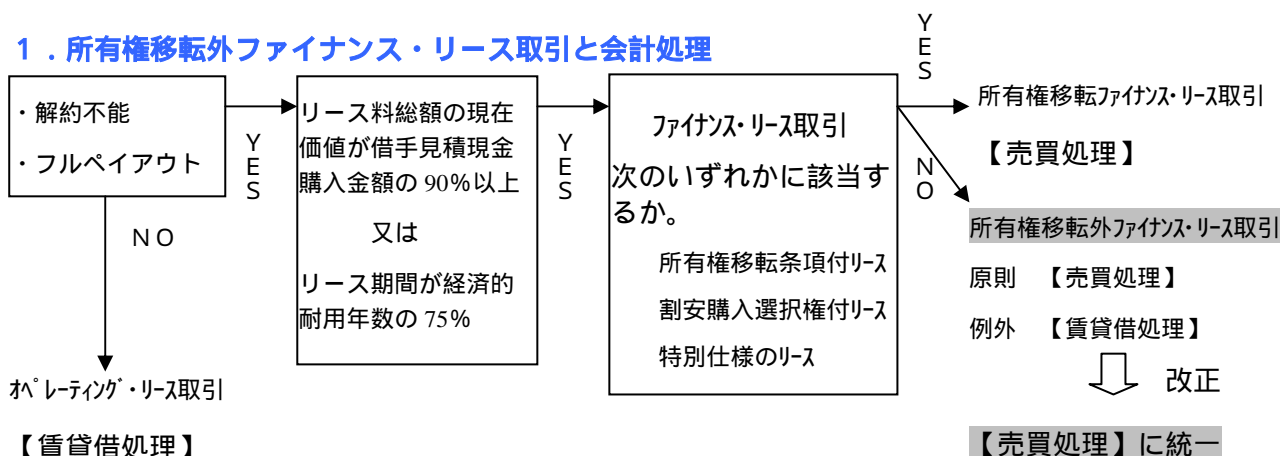 １．所有権移転外ファイナンス・リース取引と会計処理
・解約不能
・フルペイアウト
ＹＥＳ
ＮＯ
ｵﾍﾟﾚｰﾃｨﾝｸﾞ・ﾘｰｽ取引
【賃貸借処理】
リース料総額の現在
価値が借手見積現金
購入金額の 90%以上
又は
リース期間が経済的
耐用年数の 75%
ＹＥＳ
ﾌｧｲﾅﾝｽ・ﾘｰｽ取引
次のいずれかに該当す
るか。
所有権移転条項付ﾘｰｽ
割安購入選択権付ﾘｰｽ
特別仕様のﾘｰｽ
ＹＥＳ
所有権移転ﾌｧｲﾅﾝｽ・ﾘｰｽ取引
【売買処理】
ＮＯ
所有権移転外ﾌｧｲﾅﾝｽ・ﾘｰｽ取引
原則　【売買処理】
例外　【賃貸借処理】
改正
【売買処理】に統一